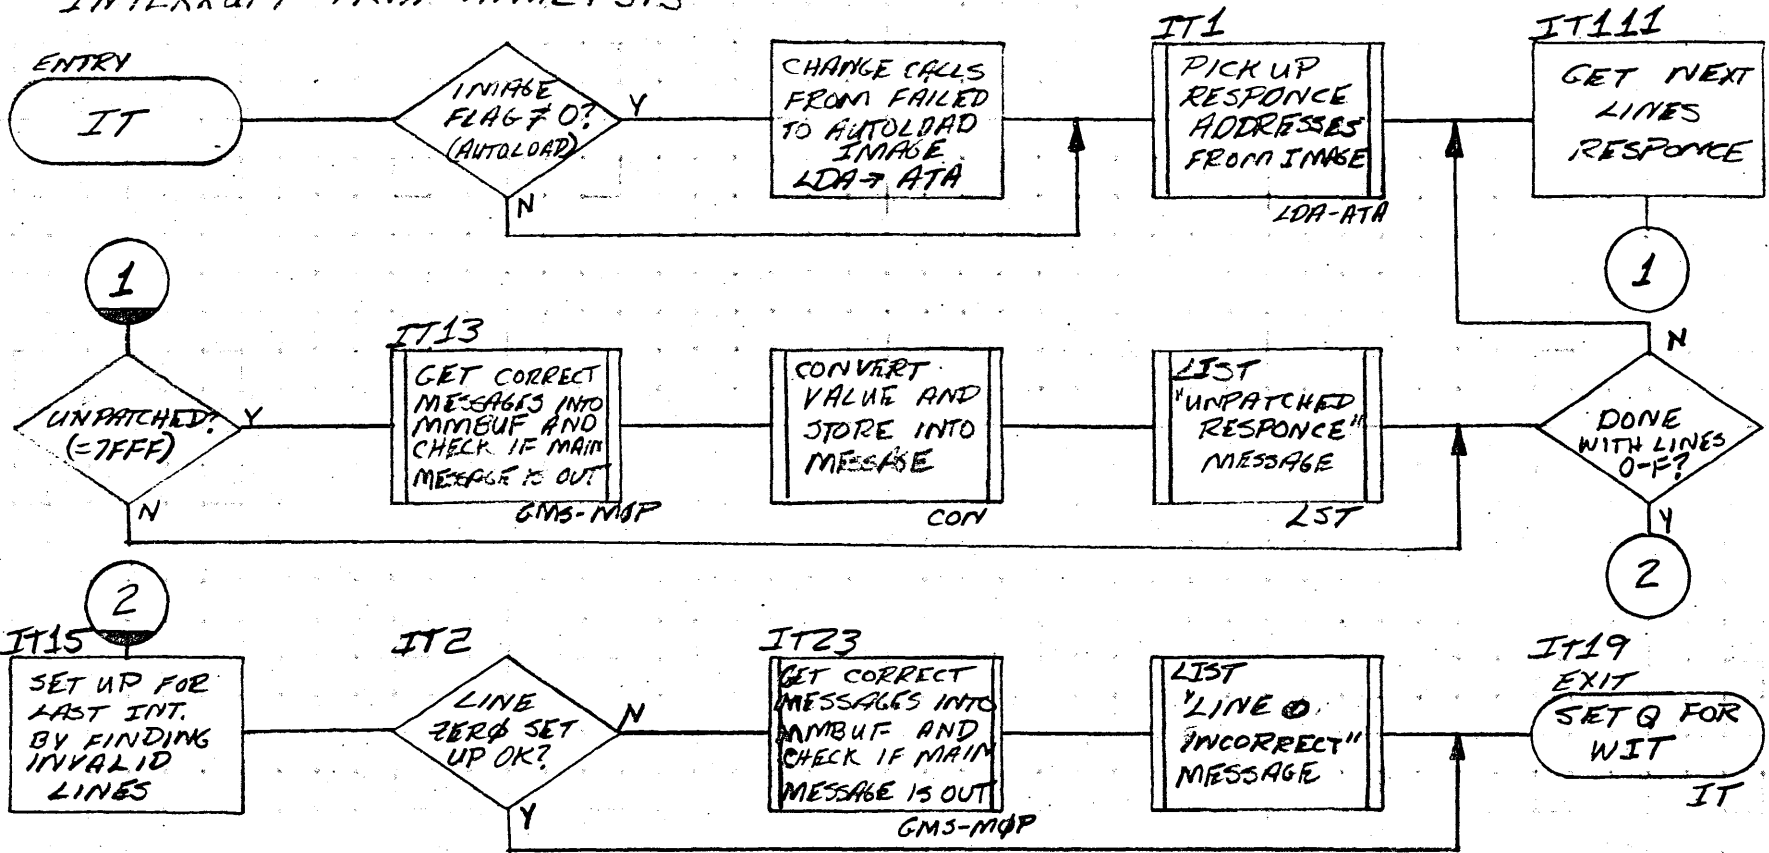 INTERRUPT TRAP ANALYSIS
ENTRY
IT
IMAGE
FLAG ≠ 0?
(AUTOLOAD)
Y
N
CHANGE CALLS
FROM FAILED
TO AUTOLOAD
IMAGE
LDA→ATA
IT1
PICK UP
RESPONCE
ADDRESSES
FROM IMAGE
LDA-ATA
IT111
GET NEXT
LINES
RESPONCE
1
1
UNPATCHED?
(=7FFF)
Y
N
IT13
GET CORRECT
MESSAGES INTO
MMBUF AND
CHECK IF MAIN
MESSAGE IS OUT
GMS-MØP
CONVERT
VALUE AND
STORE INTO
MESSAGE
CON
LIST
"UNPATCHED
RESPONCE"
MESSAGE
LST
N
DONE
WITH LINES
0-F?
Y
2
2
IT15
SET UP FOR
LAST INT.
BY FINDING
INVALID
LINES
IT2
LINE
ZERØ SET
UP OK?
N
Y
IT23
GET CORRECT
MESSAGES INTO
MMBUF AND
CHECK IF MAIN
MESSAGE IS OUT
GMS-MØP
LIST
"LINE 0
INCORRECT"
MESSAGE
IT19
EXIT
SET Q FOR
WIT
IT